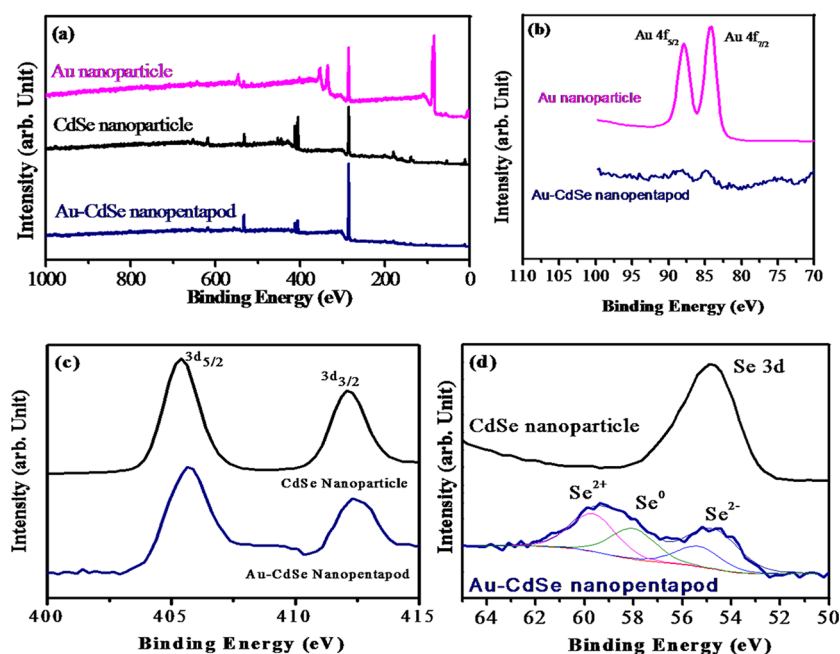 (a)
Au nanoparticle
CdSe nanoparticle
Au-CdSe nanopentapod
Intensity (arb. Unit)
1000 800 600 400 200 0
Binding Energy (eV)
(b)
Au 4f5/2 Au 4f7/2
Au nanoparticle
Au-CdSe nanopentapod
Intensity (arb. Unit)
110 105 100 95 90 85 80 75 70
Binding Energy (eV)
(c)
3d5/2
3d3/2
CdSe Nanoparticle
Au-CdSe Nanopentapod
Intensity (arb. Unit)
400 405 410 415
Binding Energy (eV)
(d)
Se 3d
CdSe nanoparticle
Se2+
Se0
Se2-
Au-CdSe nanopentapod
Intensity (arb. Unit)
64 62 60 58 56 54 52 50
Binding Energy (eV)